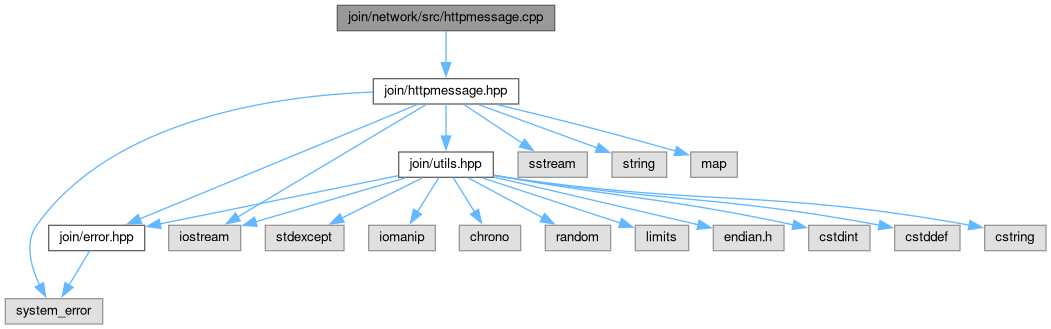 join/network/src/httpmessage.cpp
join/httpmessage.hpp
join/utils.hpp
sstream
string
map
join/error.hpp
iostream
stdexcept
iomanip
chrono
random
limits
endian.h
cstdint
cstddef
cstring
system_error